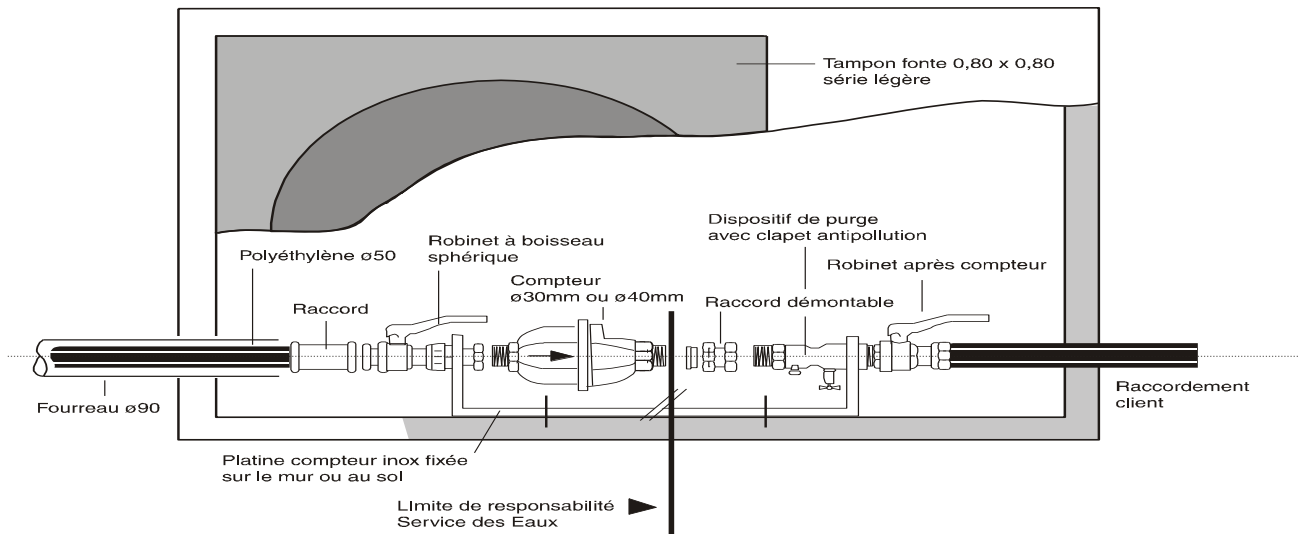 Tampon fonte 0,80 x 0,80
série légère
Dispositif de purge
avec clapet antipollution
Polyéthylène ø50
Robinet à boisseau
sphérique
Robinet après compteur
Compteur
ø30mm ou ø40mm
Raccord démontable
Raccord
Fourreau ø90
Raccordement
client
Platine compteur inox fixée
sur le mur ou au sol
LImite de responsabilité
Service des Eaux